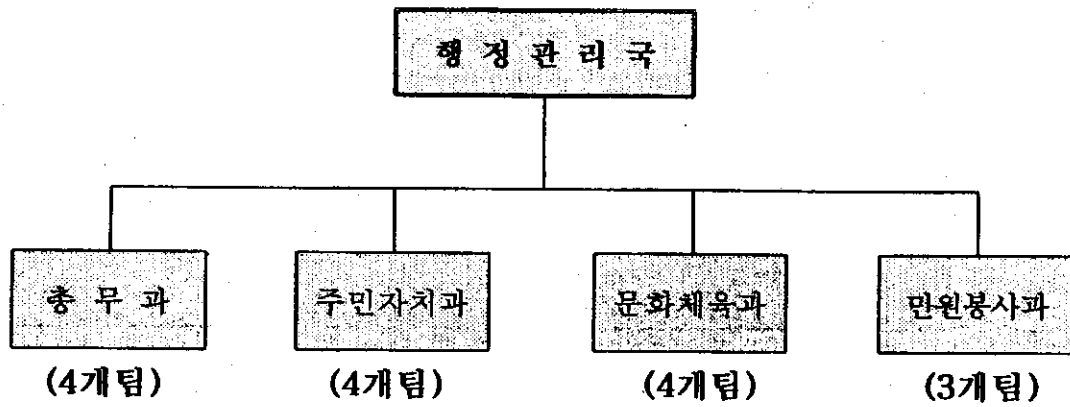 행 정 관 리 국
총 무 과
주민자치과
문화체육과
민원봉사과
(4개팀)
(4개팀)
(4개팀)
(3개팀)